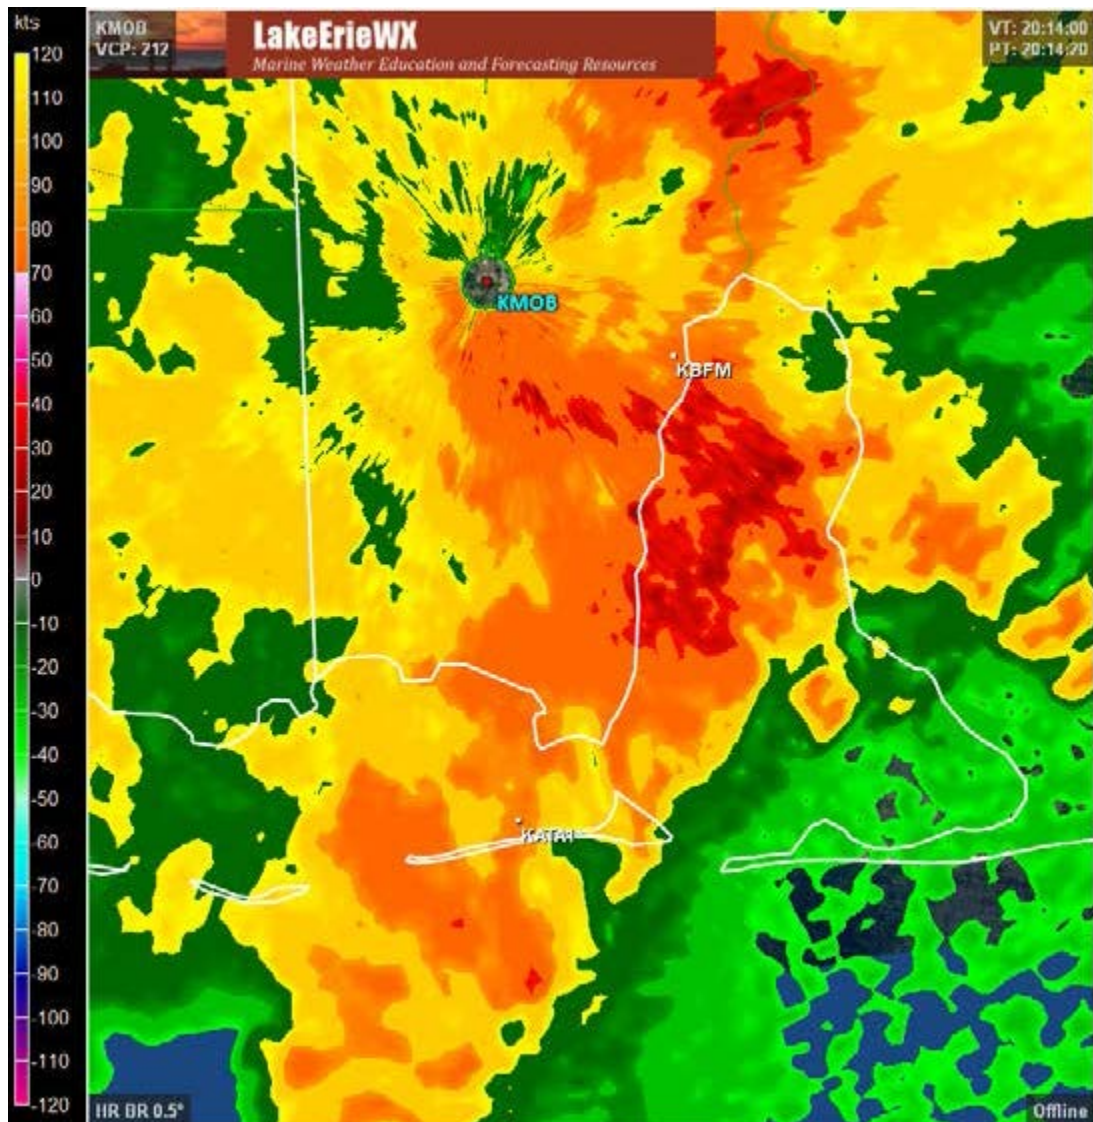 kts
120
110
100
90
80
70
60
50
40
30
20
10
0
-10
-20
-30
-40
-50
-60
-70
-80
-90
-100
-110
-120
KMOB
VCP: 212
LakeErieWX
Marine Weather Education and Forecasting Resources
VT: 20:14:00
PT: 20:14:20
KMOB
KBFM
KATA1
HR BR 0.5°
Offline